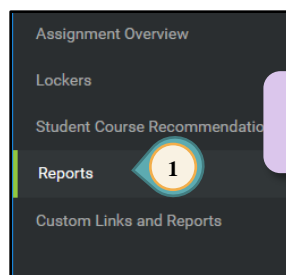 Assignment Overview
Lockers
Student Course Recommendatio
Reports 1
Custom Links and Reports